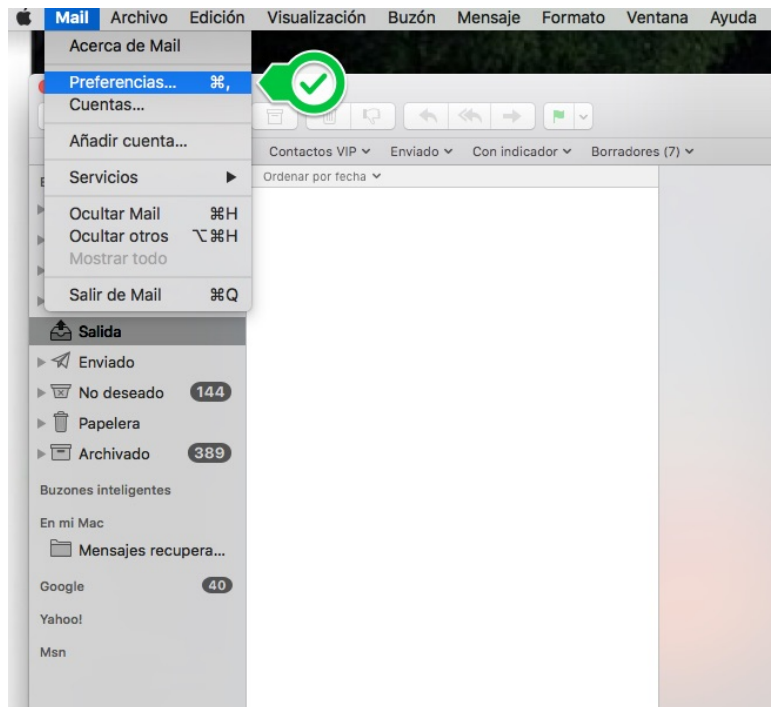 Mail Archivo Edición Visualización Buzón Mensaje Formato Ventana Ayuda
Acerca de Mail
Preferencias... ⌘,
Cuentas...
Añadir cuenta...
Servicios ▶
Ocultar Mail ⌘H
Ocultar otros ⌥⌘H
Mostrar todo
Salir de Mail ⌘Q
Contactos VIP Enviado Con indicador Borradores (7)
Ordenar por fecha
Salida
Enviado
No deseado 144
Papelera
Archivado 389
Buzones inteligentes
En mi Mac
Mensajes recupera...
Google 40
Yahoo!
Msn